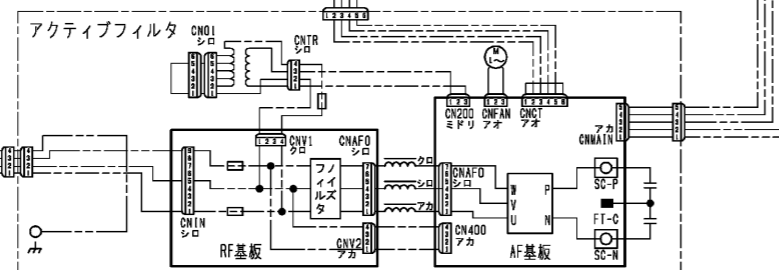 アクティブフィルタ
CN01
シロ
CNTR
シロ
M
1~
CN200
ミドリ
CNFAN
アオ
CNCT
アオ
アカ
CNMAIN
CNV1
クロ
CNAF0
シロ
クロ
シロ
アカ
CNAF0
シロ
ノイズ
フィルタ
CNIN
シロ
RF基板
CNV2
アカ
CN400
アカ
W
V
U
P
N
AF基板
SC-P
FT-C
SC-N